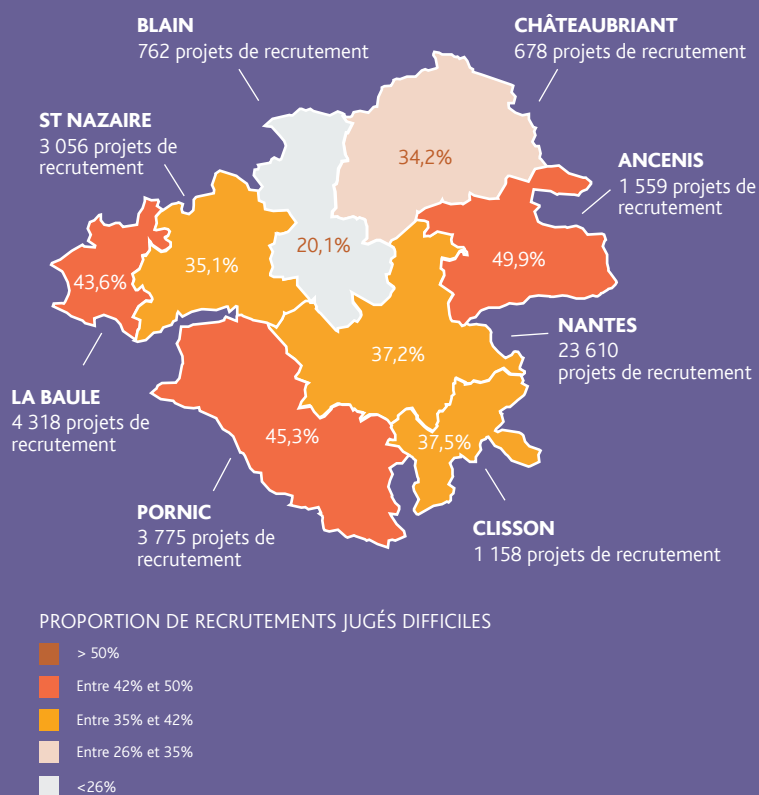 BLAIN
762 projets de recrutement
CHÂTEAUBRIANT
678 projets de recrutement
ST NAZAIRE
3 056 projets de
recrutement
ANCENIS
1 559 projets de
recrutement
34,2%
20,1%
35,1%
43,6%
49,9%
NANTES
23 610
projets de recrutement
37,2%
LA BAULE
4 318 projets de
recrutement
45,3%
37,5%
PORNIC
3 775 projets de
recrutement
CLISSON
1 158 projets de recrutement
PROPORTION DE RECRUTEMENTS JUGÉS DIFFICILES
> 50%
Entre 42% et 50%
Entre 35% et 42%
Entre 26% et 35%
<26%